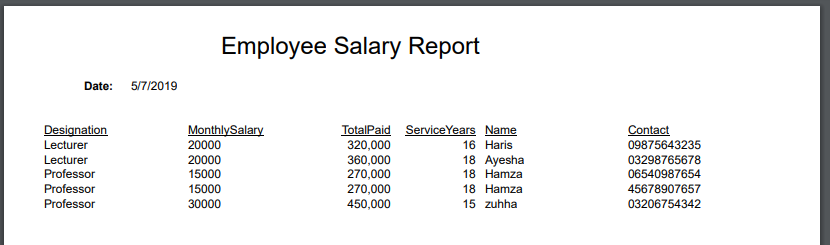 Employee Salary Report
Date: 5/7/2019
Designation MonthlySalary TotalPaid ServiceYears Name Contact
Lecturer 20000 320,000 16 Haris 09875643235
Lecturer 20000 360,000 18 Ayesha 03298765678
Professor 15000 270,000 18 Hamza 06540987654
Professor 15000 270,000 18 Hamza 45678907657
Professor 30000 450,000 15 zuhha 03206754342